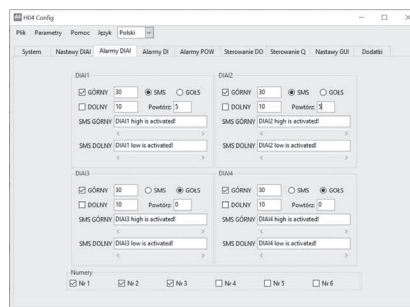 H04 Config
Plik Parametry Pomoc Język Polski
System Nastawy DIAI Alarmy DIAI Alarmy DI Alarmy POW Sterowanie DO Sterowanie Q Nastawy GUI Dodatki
DIAI1
GÓRNY 30 SMS GOŁS
DOLNY 10 Powtórz: 5
SMS GÓRNY DIAI1 high is activated!
SMS DOLNY DIAI1 low is activated!
DIAI2
GÓRNY 30 SMS GOŁS
DOLNY 10 Powtórz: 5
SMS GÓRNY DIAI2 high is activated!
SMS DOLNY DIAI2 low is activated!
DIAI3
GÓRNY 30 SMS GOŁS
DOLNY 10 Powtórz: 0
SMS GÓRNY DIAI3 high is activated!
SMS DOLNY DIAI3 low is activated!
DIAI4
GÓRNY 30 SMS GOŁS
DOLNY 10 Powtórz: 0
SMS GÓRNY DIAI4 high is activated!
SMS DOLNY DIAI4 low is activated!
Numery
Nr 1 Nr 2 Nr 3 Nr 4 Nr 5 Nr 6